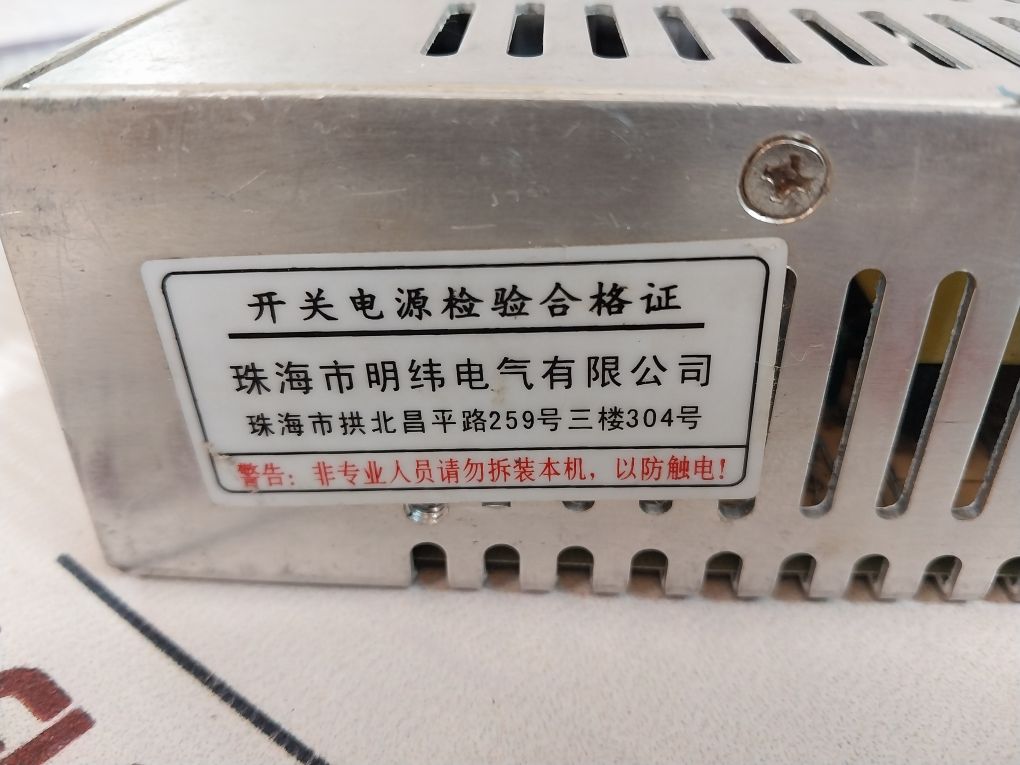 开关电源检验合格证
珠海市明纬电气有限公司
珠海市拱北昌平路259号三楼304号
警告：非专业人员请勿拆装本机，以防触电！